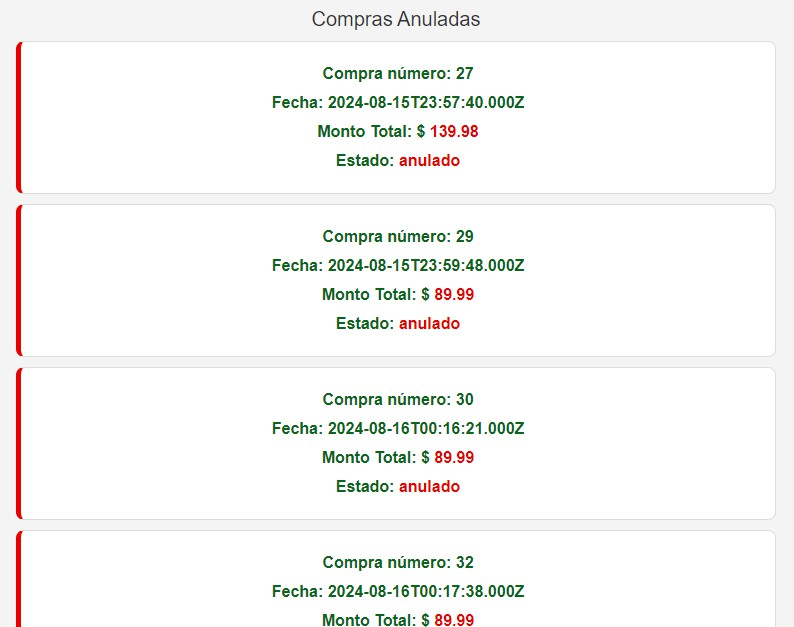 Compras Anuladas
Compra número: 27
Fecha: 2024-08-15T23:57:40.000Z
Monto Total: $ 139.98
Estado: anulado
Compra número: 29
Fecha: 2024-08-15T23:59:48.000Z
Monto Total: $ 89.99
Estado: anulado
Compra número: 30
Fecha: 2024-08-16T00:16:21.000Z
Monto Total: $ 89.99
Estado: anulado
Compra número: 32
Fecha: 2024-08-16T00:17:38.000Z
Monto Total: $ 89.99